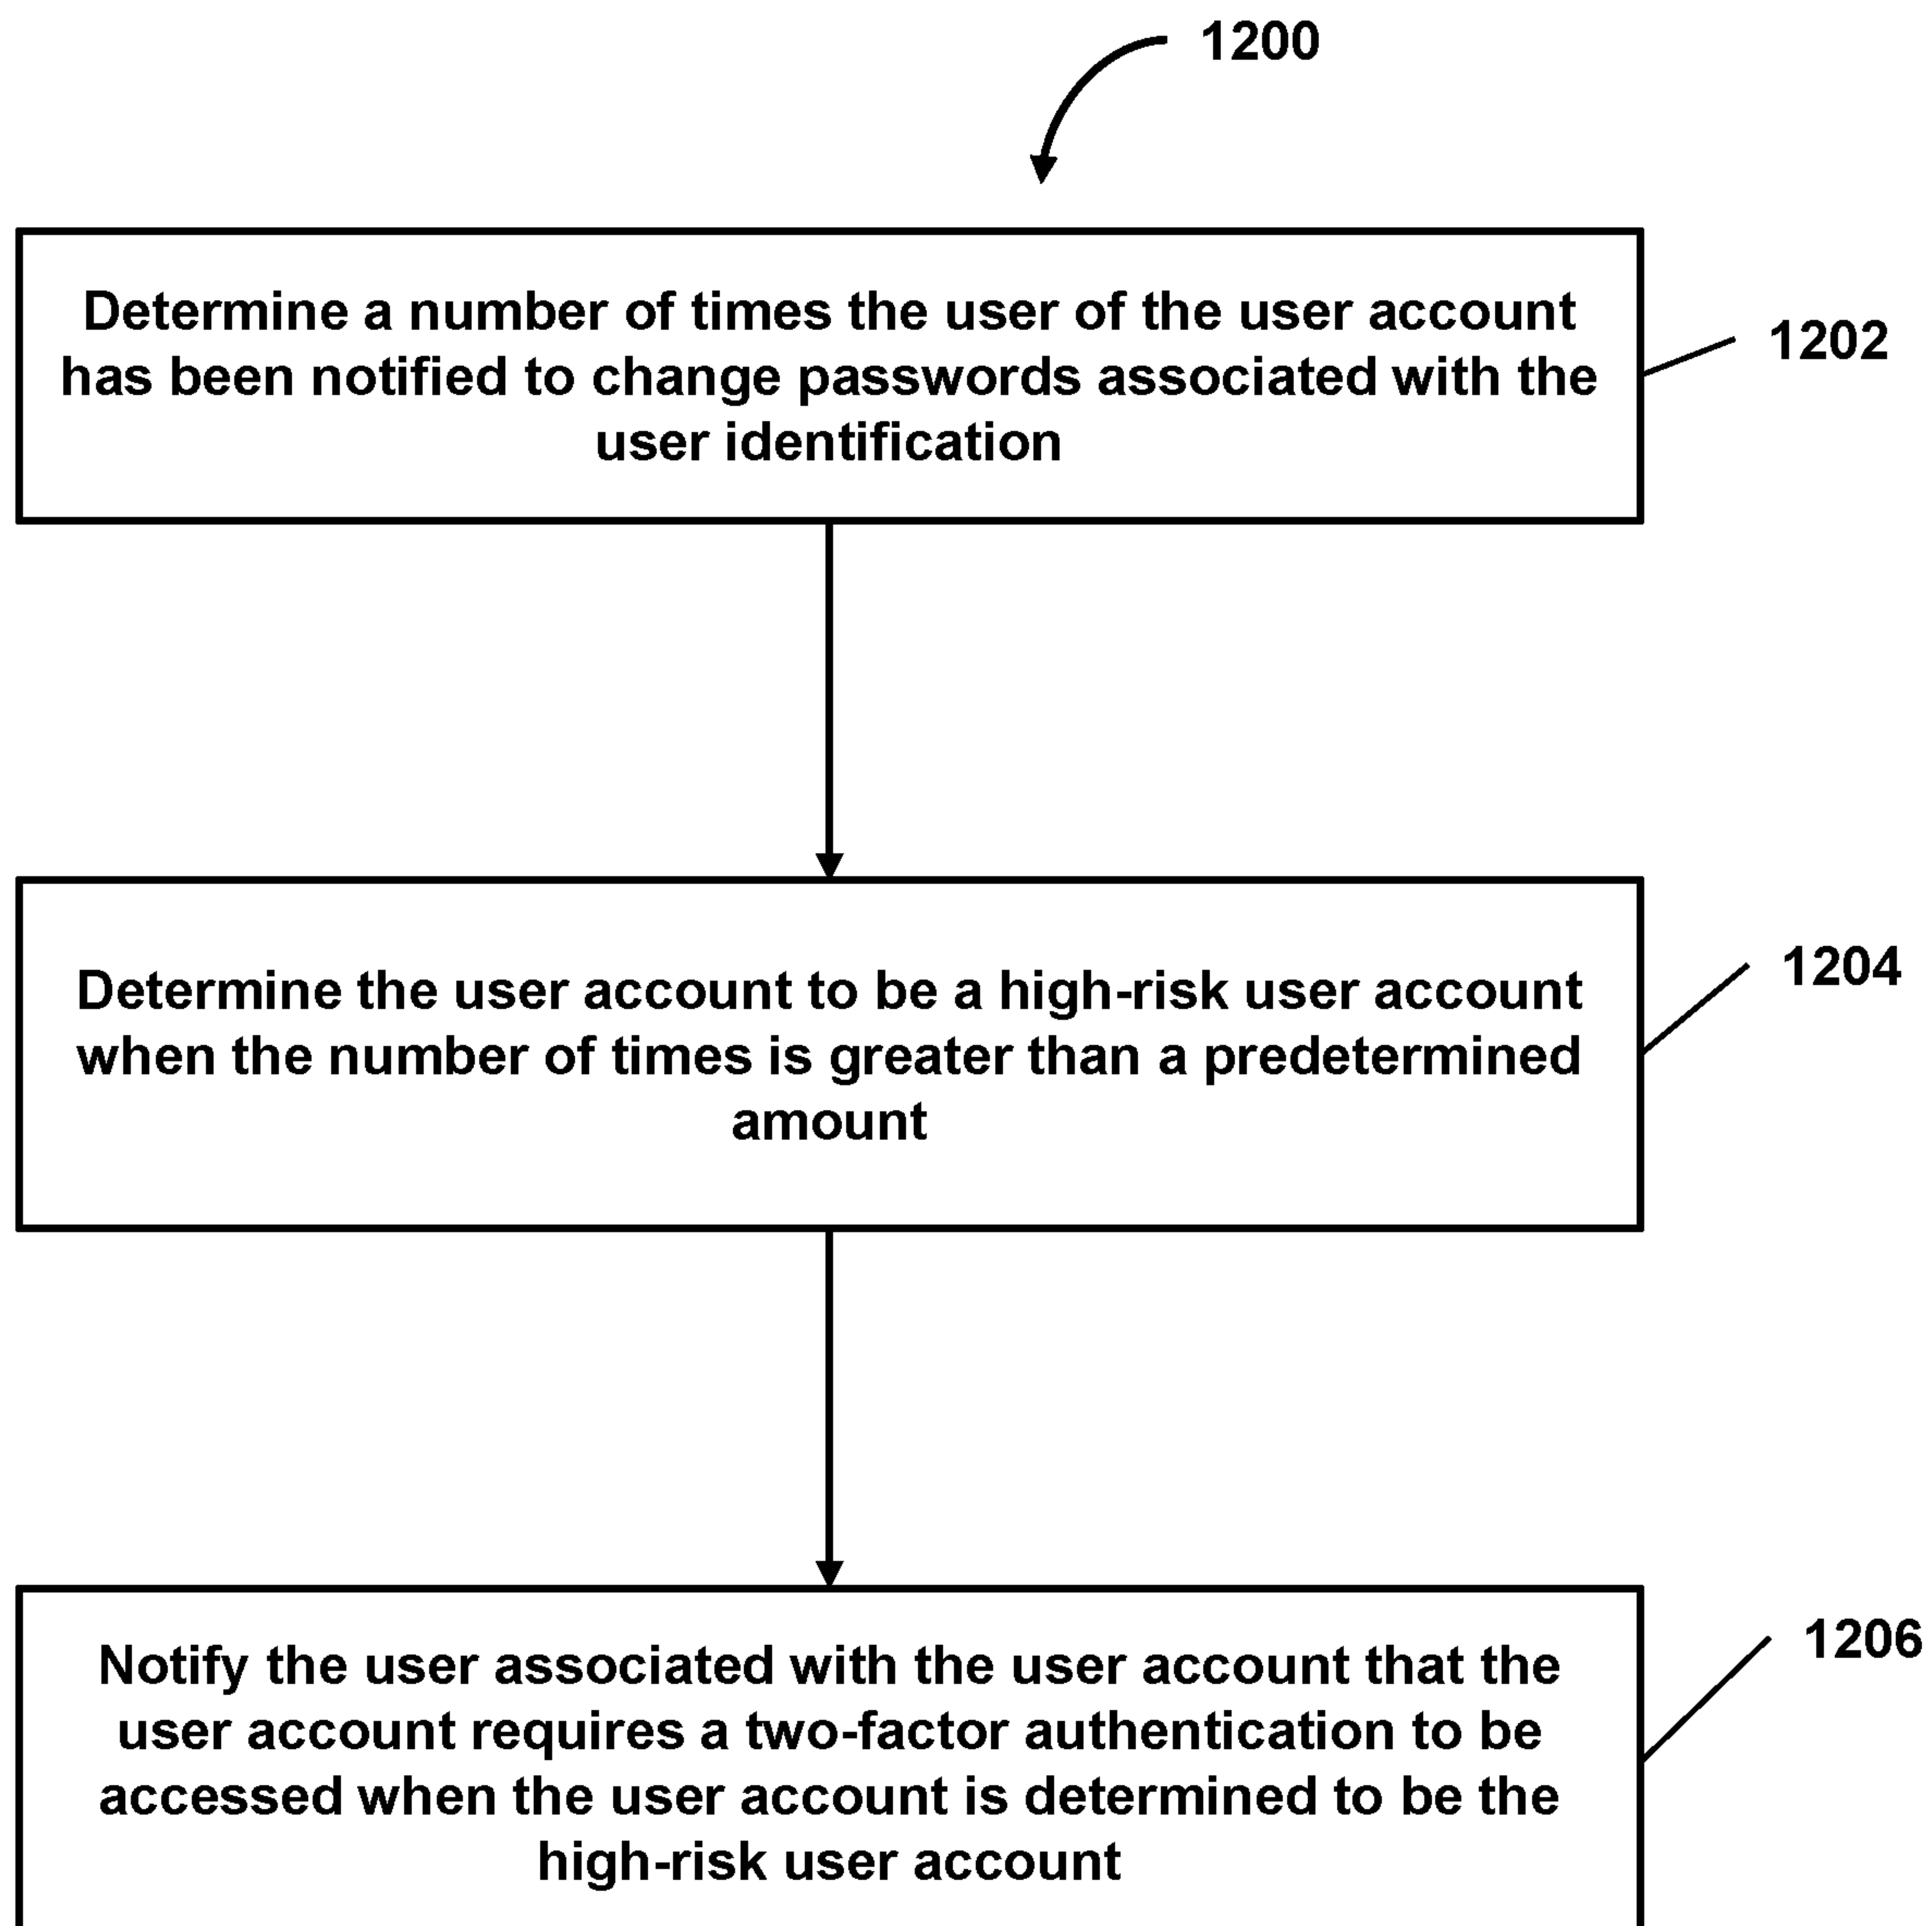 1200
Determine a number of times the user of the user account
has been notified to change passwords associated with the
user identification
1202
Determine the user account to be a high-risk user account
when the number of times is greater than a predetermined
amount
1204
Notify the user associated with the user account that the
user account requires a two-factor authentication to be
accessed when the user account is determined to be the
high-risk user account
1206